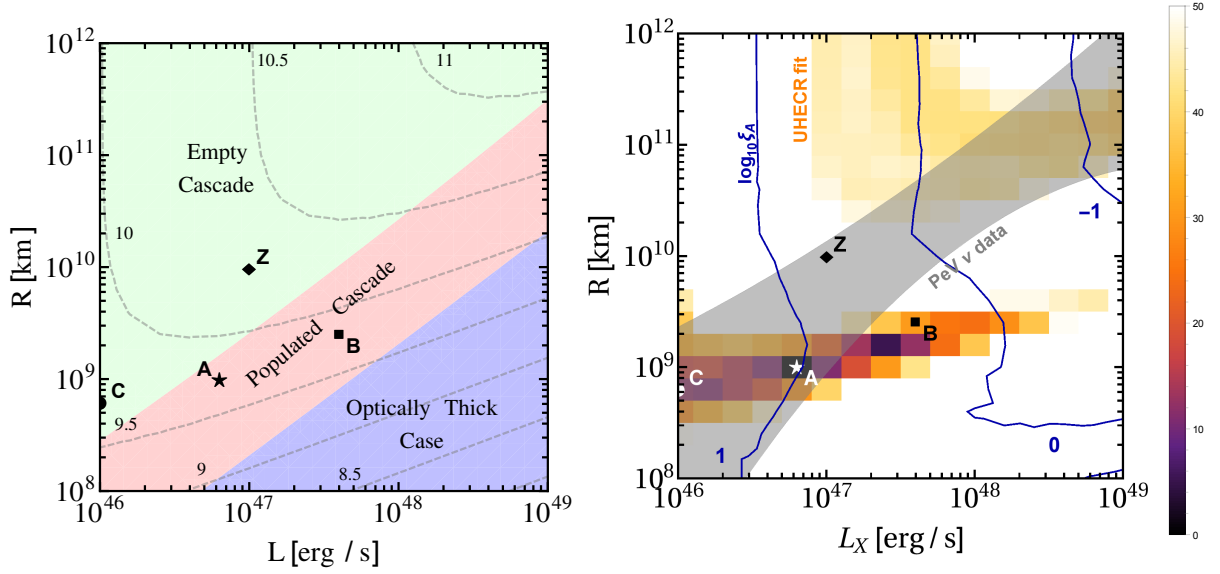 10^12
10^11
10^10
10^9
10^8
R [km]
10.5
11
Empty
Cascade
10
Z
A
Populated Cascade
B
C
9.5
Optically Thick
Case
9
8.5
10^46
10^47
10^48
10^49
L [erg / s]
10^12
10^11
10^10
10^9
10^8
R [km]
UHECR fit
log₁₀ξ_A
−1
Z
PeV ν data
B
C
A
1
0
10^46
10^47
10^48
10^49
L_X [erg / s]
50
40
30
20
10
0